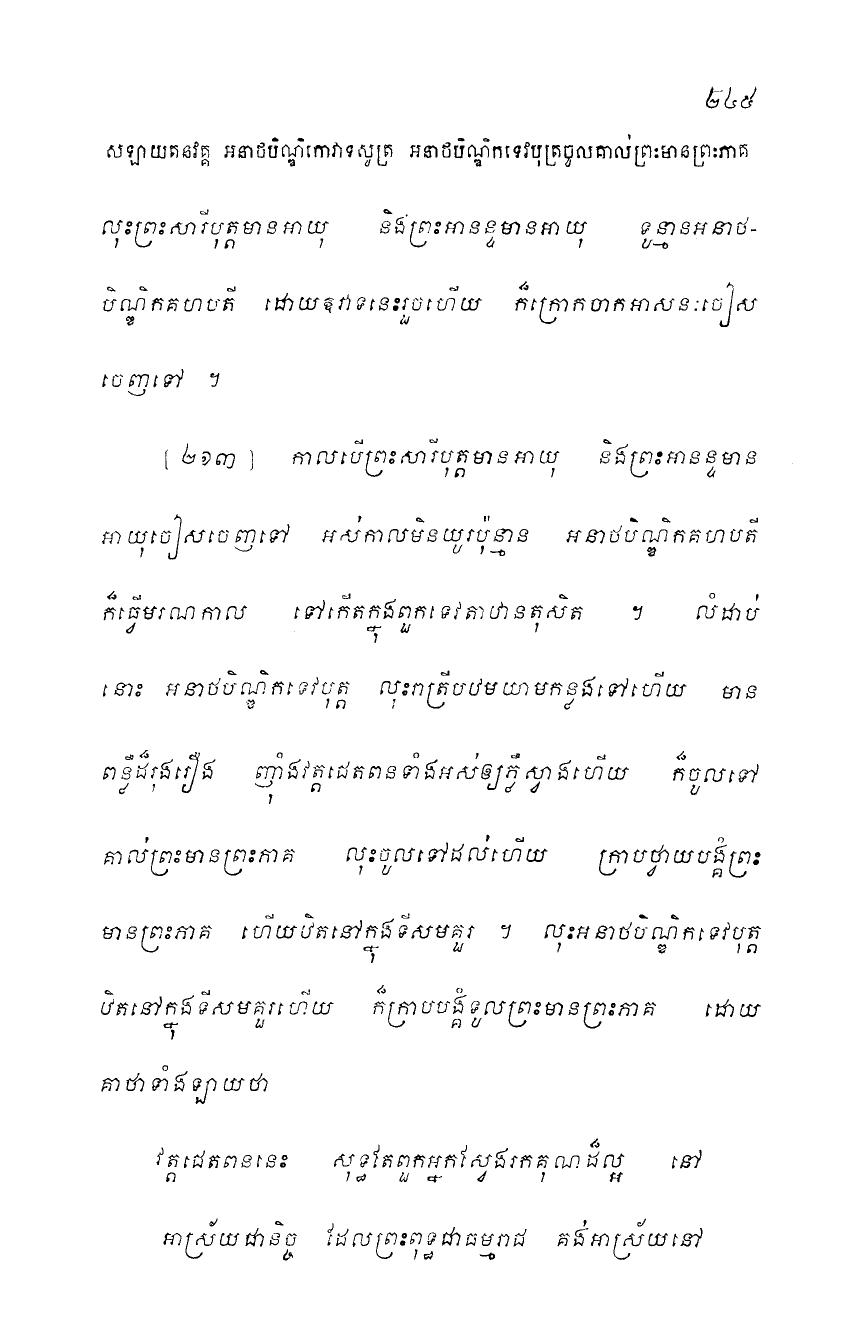 ២៤៥
សឡាយតនវគ្គ អនាថបិណ្ឌិកោវាទសូត្រ អនាថបិណ្ឌិកទេវបុត្រចូលគាល់ព្រះមានព្រះភាគ
លុះព្រះសារីបុត្តមានអាយុ និងព្រះអានន្ទមានអាយុ ទូន្មានអនាថ-
បិណ្ឌិកគហបតី ដោយឱវាទនេះរួចហើយ ក៏ក្រោកចាកអាសនៈចៀស
ចេញទៅ ។
[ ២១៣ ] កាលបើព្រះសារីបុត្តមានអាយុ និងព្រះអានន្ទមាន
អាយុចៀសចេញទៅ អស់កាលមិនយូរប៉ុន្មាន អនាថបិណ្ឌិកគហបតី
ក៏ធ្វើមរណកាល ទៅកើតក្នុងពួកទេវតាឋានតុសិត ។ លំដាប់
នោះ អនាថបិណ្ឌិកទេវបុត្ត លុះរាត្រីបឋមយាមកន្លងទៅហើយ មាន
ពន្លឺដ៏រុងរឿង ញុំាងវត្តជេតពនទាំងអស់ឲ្យភ្លឺស្វាងហើយ ក៏ចូលទៅ
គាល់ព្រះមានព្រះភាគ លុះចូលទៅដល់ហើយ ក្រាបថ្វាយបង្គំព្រះ
មានព្រះភាគ ហើយឋិតនៅក្នុងទីសមគួរ ។ លុះអនាថបិណ្ឌិកទេវបុត្ត
ឋិតនៅក្នុងទីសមគួរហើយ ក៏ក្រាបបង្គំទូលព្រះមានព្រះភាគ ដោយ
គាថាទាំងឡាយថា
វត្តជេតពននេះ សុទ្ធតែពួកអ្នកស្វែងរកគុណដ៏ល្អ នៅ
អាស្រ័យជានិច្ច ដែលព្រះពុទ្ធជាធម្មរាជ គង់អាស្រ័យនៅ